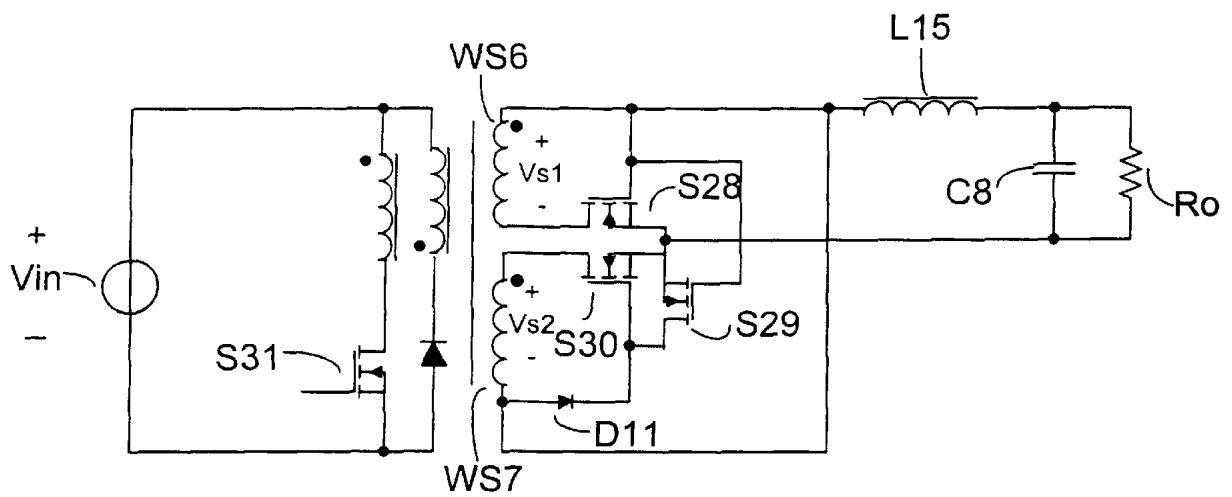 L15
WS6
+
Vs1
-
S28
C8
Ro
+
Vin
−
+
Vs2
-
S30
S29
S31
D11
WS7